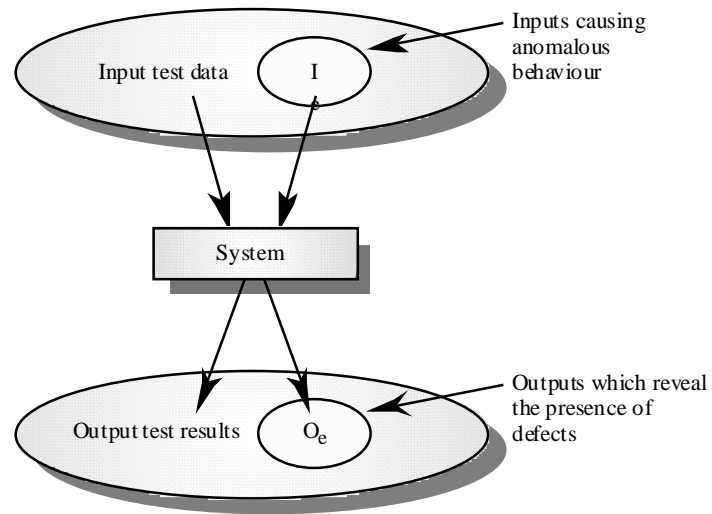 Inputs causing
anomalous
behaviour
Input test data
I
e
System
Outputs which reveal
the presence of
defects
Output test results
Oe